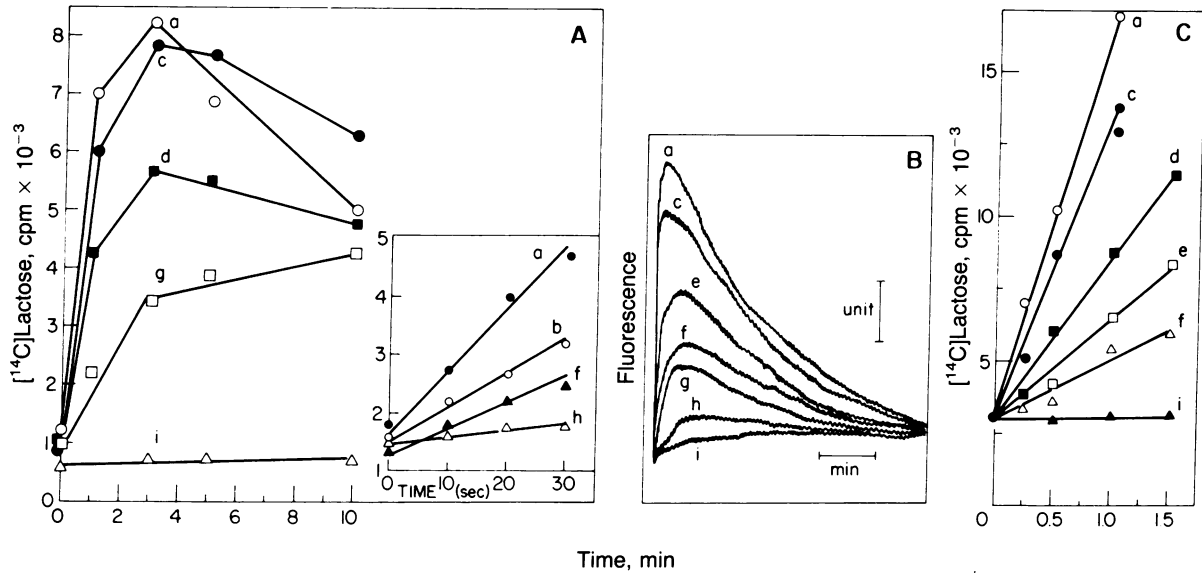 A
[¹⁴C]Lactose, cpm × 10⁻³
8
7
6
5
4
3
2
1
0
a
c
d
g
i
0
2
4
6
8
10
5
4
3
2
1
a
b
f
h
0
10
20
30
TIME (sec)
B
Fluorescence
a
c
e
f
g
h
i
unit
min
C
[¹⁴C]Lactose, cpm × 10⁻³
15
10
5
a
c
d
e
f
i
0
0.5
1.0
1.5
Time, min